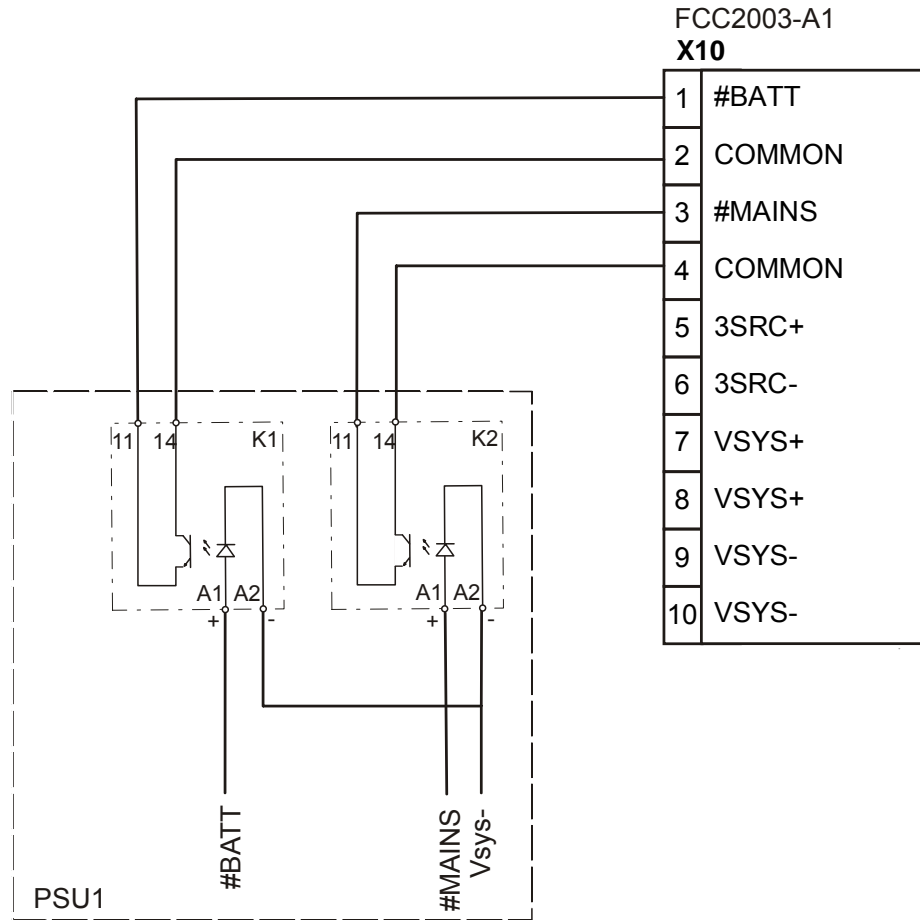 FCC2003-A1
X10
1 #BATT
2 COMMON
3 #MAINS
4 COMMON
5 3SRC+
6 3SRC-
7 VSYS+
8 VSYS+
9 VSYS-
10 VSYS-
11 14 K1
11 14 K2
A1 A2
+ -
A1 A2
+ -
#BATT
#MAINS
Vsys-
PSU1